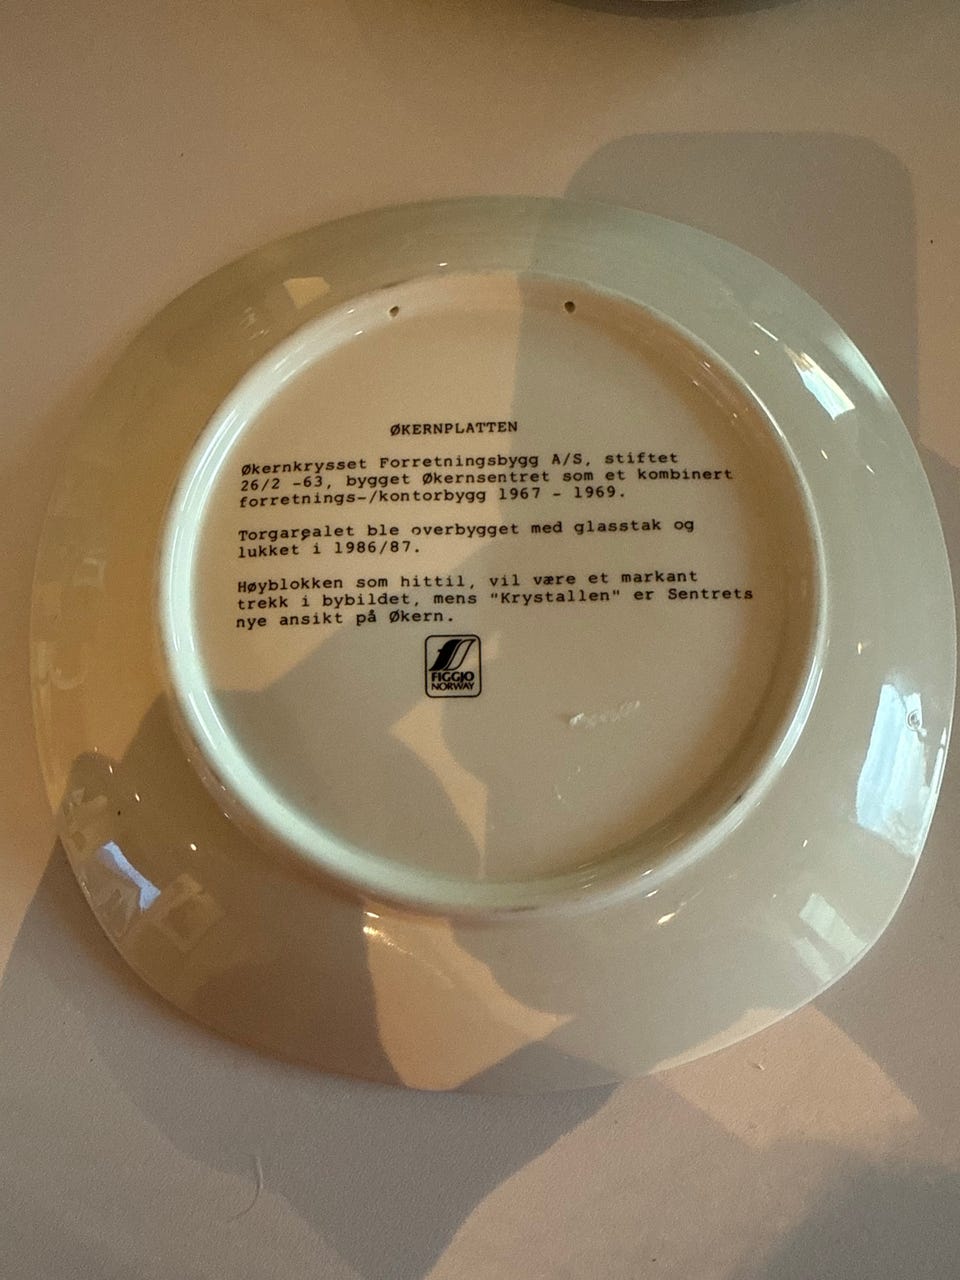 ØKERNPLATTEN
Økernkrysset Forretningsbygg A/S, stiftet
26/2 -63, bygget Økernsentret som et kombinert
forretnings-/kontorbygg 1967 - 1969.
Torgarealet ble overbygget med glasstak og
lukket i 1986/87.
Høyblokken som hittil, vil være et markant
trekk i bybildet, mens "Krystallen" er Sentrets
nye ansikt på Økern.
FIGGJO
NORWAY